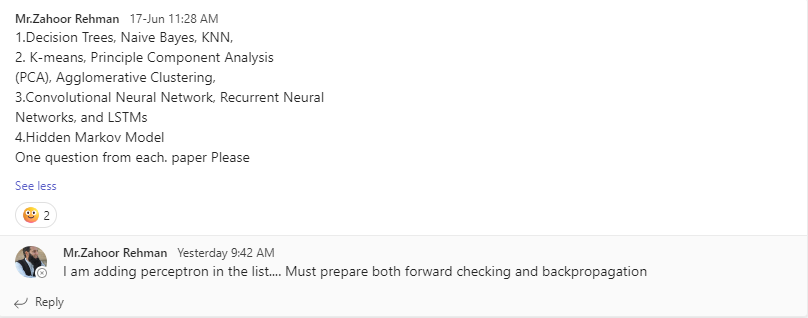 Mr.Zahoor Rehman 17-Jun 11:28 AM
1.Decision Trees, Naive Bayes, KNN,
2. K-means, Principle Component Analysis
(PCA), Agglomerative Clustering,
3.Convolutional Neural Network, Recurrent Neural
Networks, and LSTMs
4.Hidden Markov Model
One question from each. paper Please
See less
2
Mr.Zahoor Rehman Yesterday 9:42 AM
I am adding perceptron in the list.... Must prepare both forward checking and backpropagation
Reply